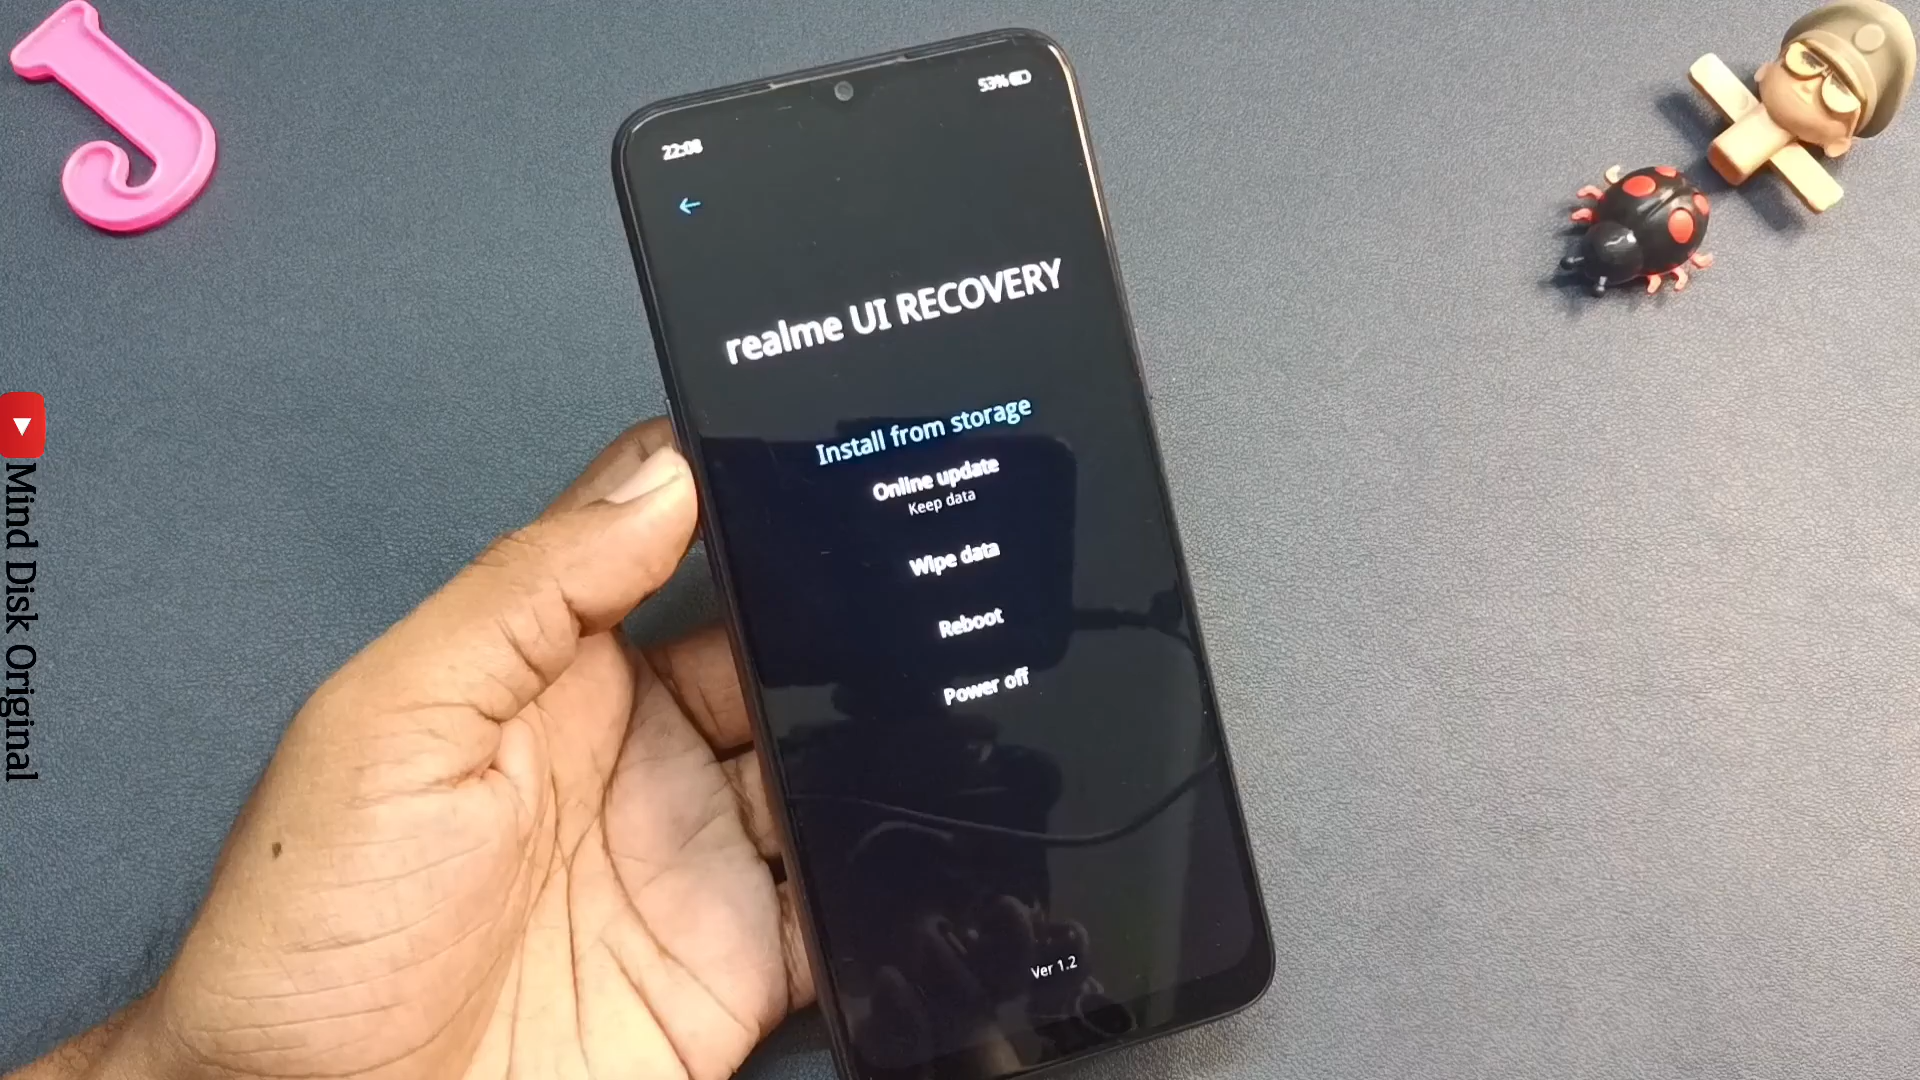 53%
22:08
realme UI RECOVERY
Install from storage
Online update
Keep data
Wipe data
Reboot
Power off
Ver 1.2
Mind Disk Original